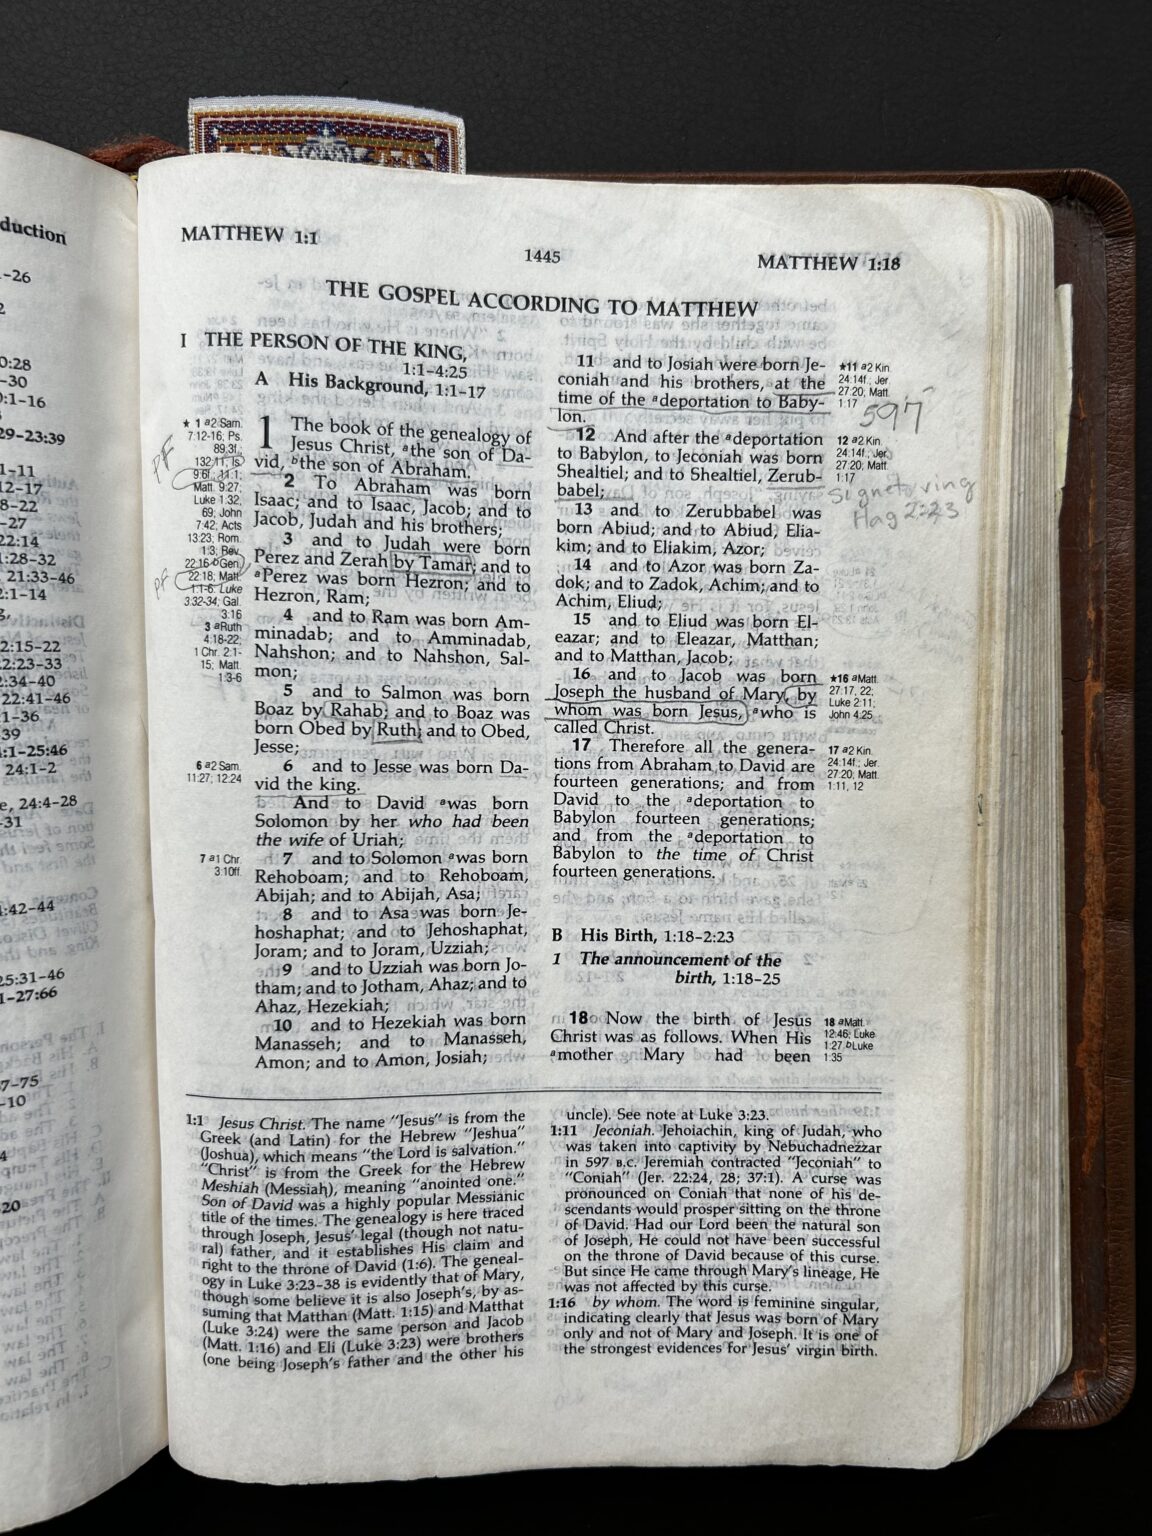 duction
-26
2
0:28
-30
0:1-16
29-23:39
1-11
12-17
8-22
-27
22:14
1:28-32
21:33-46
2:1-14
2:15-22
22:23-33
2:34-40
22:41-46
1-36
-39
4:1-25:46
24:1-2
e, 24:4-28
-31
4:42-44
25:31-46
1-27:66
7-75
-10
4
20
MATTHEW 1:1
1445
MATTHEW 1:18
THE GOSPEL ACCORDING TO MATTHEW
I THE PERSON OF THE KING,
1:1-4:25
A His Background, 1:1-17
★ 1 a2 Sam.
7:12-16; Ps.
89:3f.;
132:11; Is.
9:6f.; 11:1;
Matt. 9:27;
Luke 1:32,
69; John
7:42; Acts
13:23; Rom.
1:3; Rev.
22:16 bGen.
22:18; Matt.
1:1-6; Luke
3:32-34; Gal.
3:16
3 aRuth
4:18-22;
1 Chr. 2:1-
15; Matt.
1:3-6
PF
PF
6 a2 Sam.
11:27; 12:24
7 a1 Chr.
3:10ff.
1 The book of the genealogy of
Jesus Christ, athe son of Da-
vid, bthe son of Abraham.
2 To Abraham was born
Isaac; and to Isaac, Jacob; and to
Jacob, Judah and his brothers;
3 and to Judah were born
Perez and Zerah by Tamar; and to
aPerez was born Hezron; and to
Hezron, Ram;
4 and to Ram was born Am-
minadab; and to Amminadab,
Nahshon; and to Nahshon, Sal-
mon;
5 and to Salmon was born
Boaz by Rahab; and to Boaz was
born Obed by Ruth; and to Obed,
Jesse;
6 and to Jesse was born Da-
vid the king.
And to David awas born
Solomon by her who had been
the wife of Uriah;
7 and to Solomon awas born
Rehoboam; and to Rehoboam,
Abijah; and to Abijah, Asa;
8 and to Asa was born Je-
hoshaphat; and to Jehoshaphat,
Joram; and to Joram, Uzziah;
9 and to Uzziah was born Jo-
tham; and to Jotham, Ahaz; and to
Ahaz, Hezekiah;
10 and to Hezekiah was born
Manasseh; and to Manasseh,
Amon; and to Amon, Josiah;
11 and to Josiah were born Je-
coniah and his brothers, at the
time of the adeportation to Baby-
lon.
12 And after the adeportation
to Babylon, to Jeconiah was born
Shealtiel; and to Shealtiel, Zerub-
babel;
13 and to Zerubbabel was
born Abiud; and to Abiud, Elia-
kim; and to Eliakim, Azor;
14 and to Azor was born Za-
dok; and to Zadok, Achim; and to
Achim, Eliud;
15 and to Eliud was born El-
eazar; and to Eleazar, Matthan;
and to Matthan, Jacob;
16 and to Jacob was born
Joseph the husband of Mary, by
whom was born Jesus, awho is
called Christ.
17 Therefore all the genera-
tions from Abraham to David are
fourteen generations; and from
David to the adeportation to
Babylon fourteen generations;
and from the adeportation to
Babylon to the time of Christ
fourteen generations.
B His Birth, 1:18-2:23
1 The announcement of the
birth, 1:18-25
18 Now the birth of Jesus
Christ was as follows. When His
amother Mary had been
★11 a2 Kin.
24:14f.; Jer.
27:20; Matt.
1:17
597
12 a2 Kin.
24:14f.; Jer.
27:20; Matt.
1:17
Signet ring
Hag 2:23
★16 aMatt.
27:17, 22;
Luke 2:11;
John 4:25
17 a2 Kin.
24:14f.; Jer.
27:20; Matt.
1:11, 12
18 aMatt.
12:46; Luke
1:27 bLuke
1:35
1:1 Jesus Christ. The name "Jesus" is from the
Greek (and Latin) for the Hebrew "Jeshua"
(Joshua), which means "the Lord is salvation."
"Christ" is from the Greek for the Hebrew
Meshiah (Messiah), meaning "anointed one."
Son of David was a highly popular Messianic
title of the times. The genealogy is here traced
through Joseph, Jesus' legal (though not natu-
ral) father, and it establishes His claim and
right to the throne of David (1:6). The geneal-
ogy in Luke 3:23-38 is evidently that of Mary,
though some believe it is also Joseph's, by as-
suming that Matthan (Matt. 1:15) and Matthat
(Luke 3:24) were the same person and Jacob
(Matt. 1:16) and Eli (Luke 3:23) were brothers
(one being Joseph's father and the other his
uncle). See note at Luke 3:23.
1:11 Jeconiah. Jehoiachin, king of Judah, who
was taken into captivity by Nebuchadnezzar
in 597 B.C. Jeremiah contracted "Jeconiah" to
"Coniah" (Jer. 22:24, 28; 37:1). A curse was
pronounced on Coniah that none of his de-
scendants would prosper sitting on the throne
of David. Had our Lord been the natural son
of Joseph, He could not have been successful
on the throne of David because of this curse.
But since He came through Mary's lineage, He
was not affected by this curse.
1:16 by whom. The word is feminine singular,
indicating clearly that Jesus was born of Mary
only and not of Mary and Joseph. It is one of
the strongest evidences for Jesus' virgin birth.